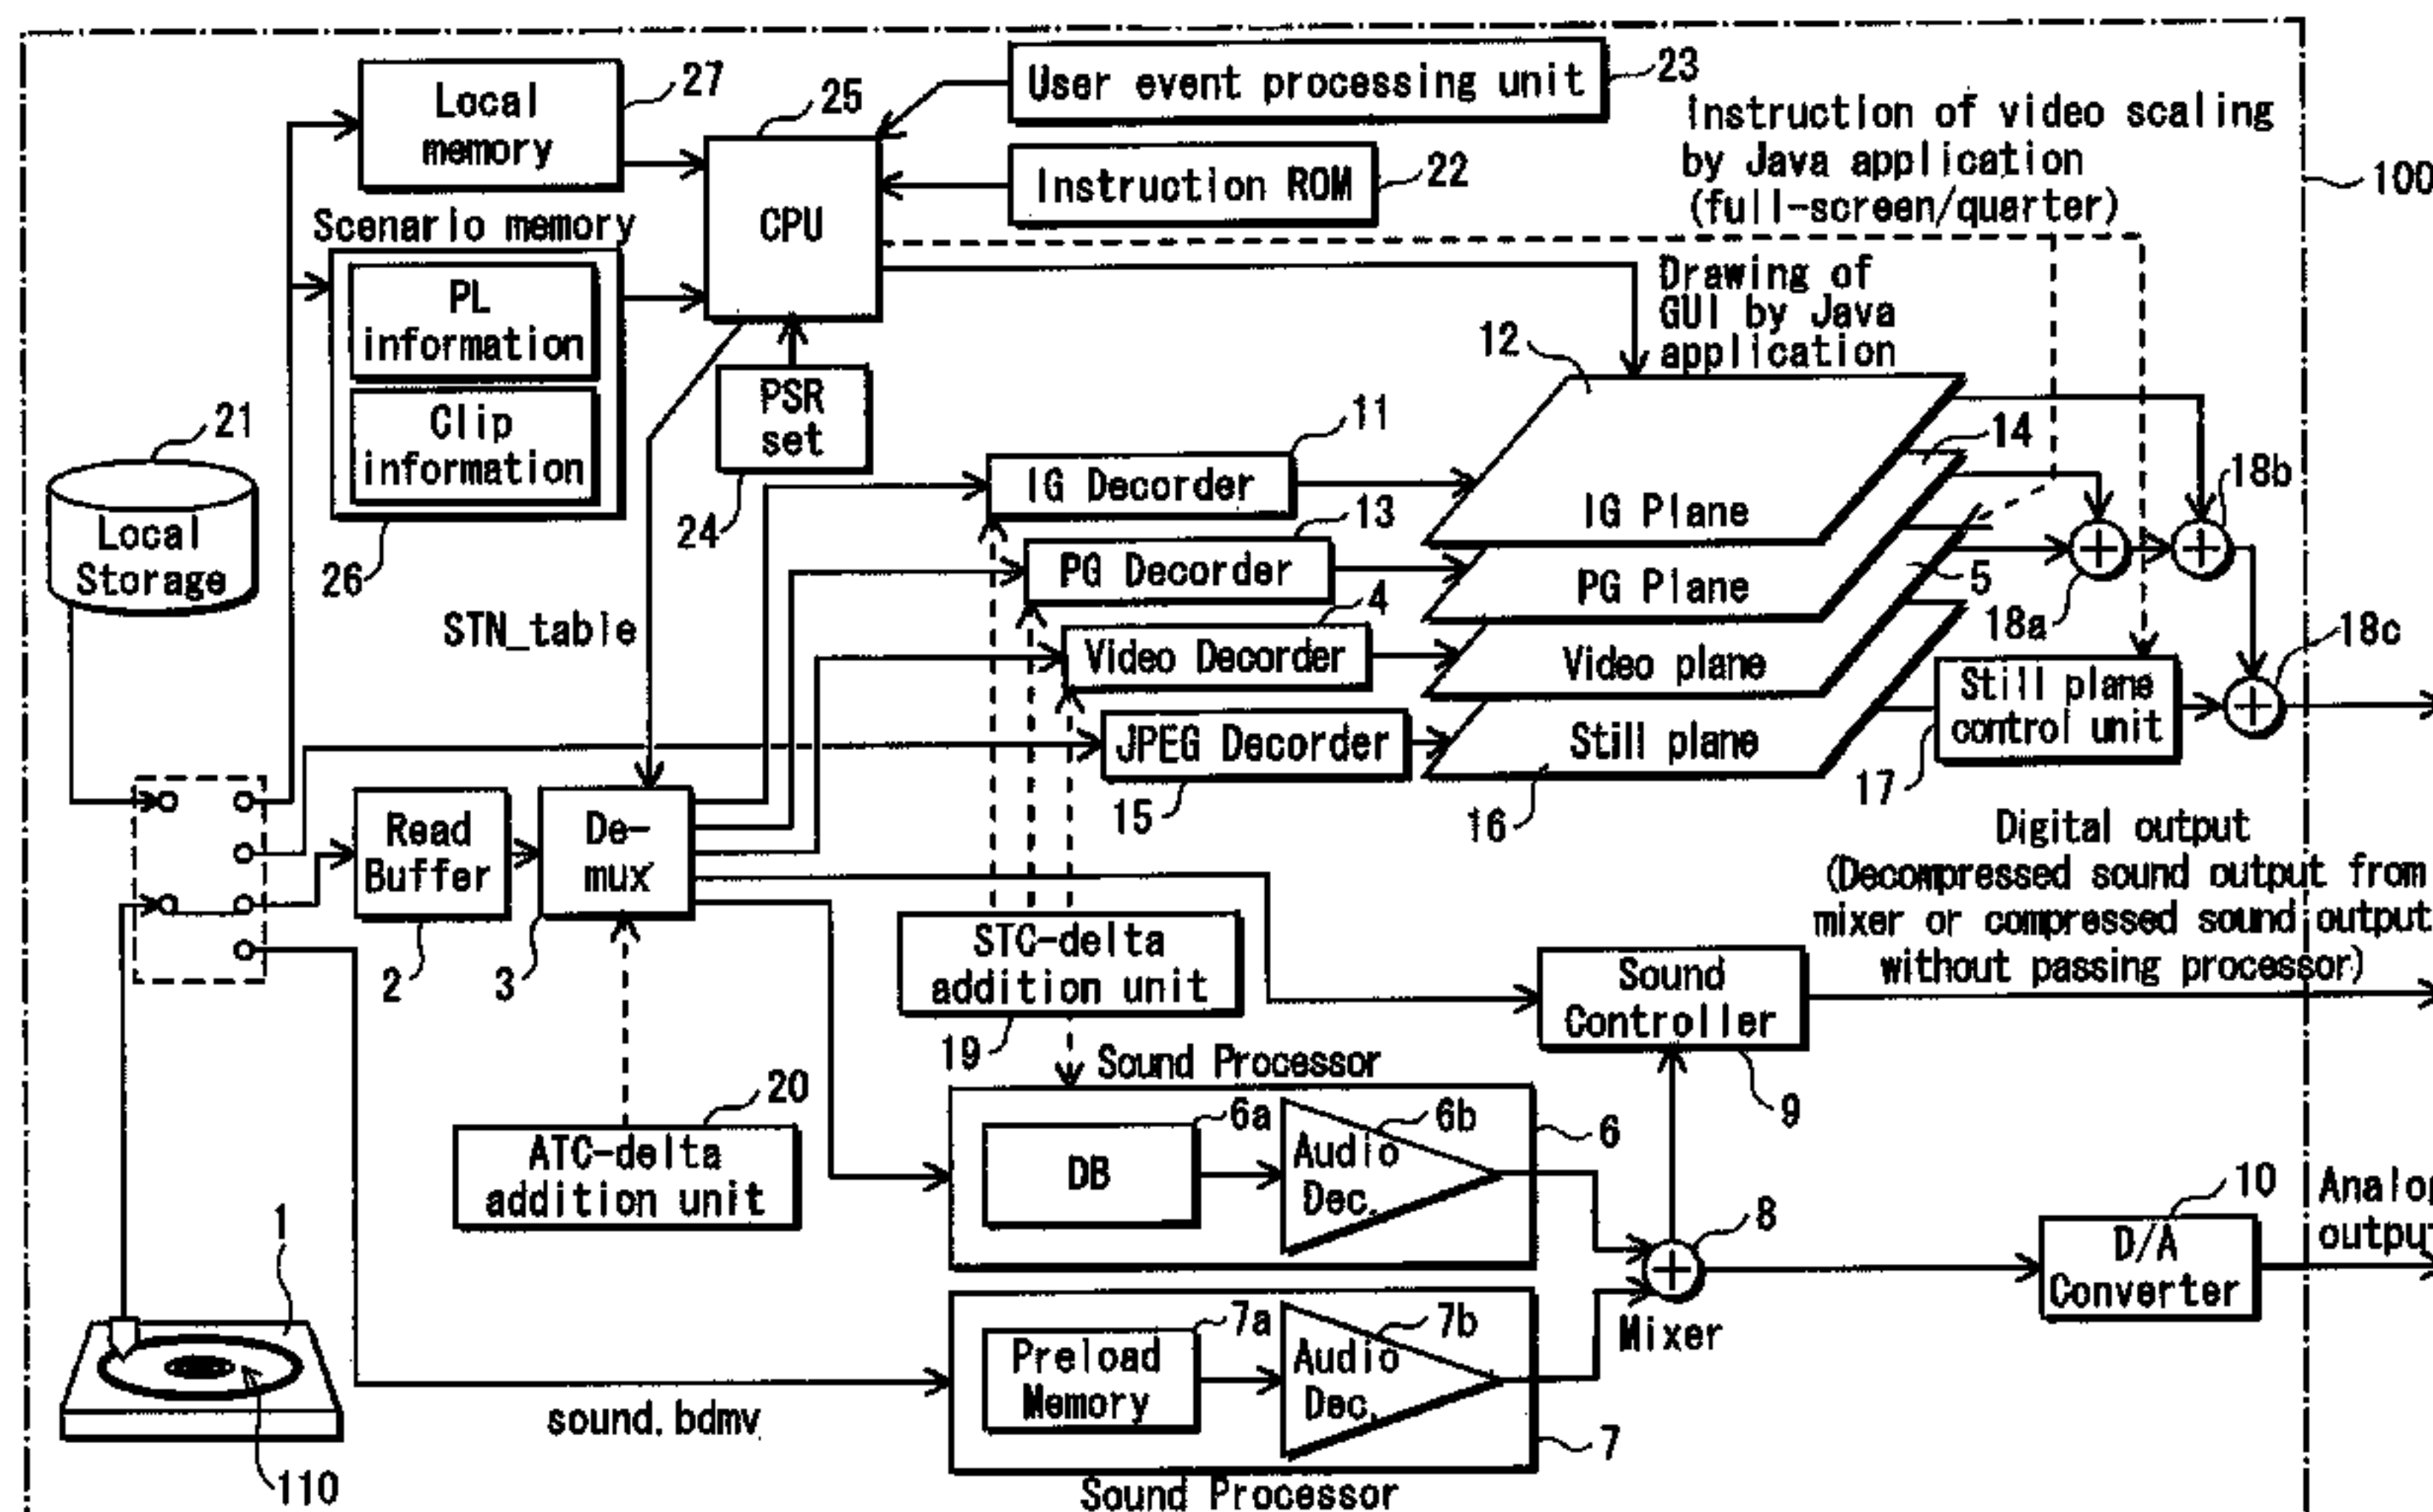 User event processing unit
23
Local
memory
27
25
Instruction of video scaling
by Java application
(full-screen/quarter)
100
Instruction ROM
22
CPU
Scenario memory
PL
information
Clip
information
26
Drawing of
GUI by Java
application
12
PSR
set
24
21
Local
Storage
11
IG Decorder
IG Plane
14
18b
13
PG Decorder
PG Plane
5
18a
STN_table
4
Video Decorder
Video plane
18c
Still plane
control unit
17
JPEG Decorder
15
Still plane
16
Read
Buffer
2
De-
mux
3
Digital output
(Decompressed sound output from
mixer or compressed sound output
without passing processor)
STC-delta
addition unit
19
Sound
Controller
9
Sound Processor
20
ATC-delta
addition unit
6a
DB
6b
Audio
Dec.
6
8
Mixer
10
D/A
Converter
Analog
output
1
110
sound.bdmv
7a
Preload
Memory
7b
Audio
Dec.
7
Sound Processor